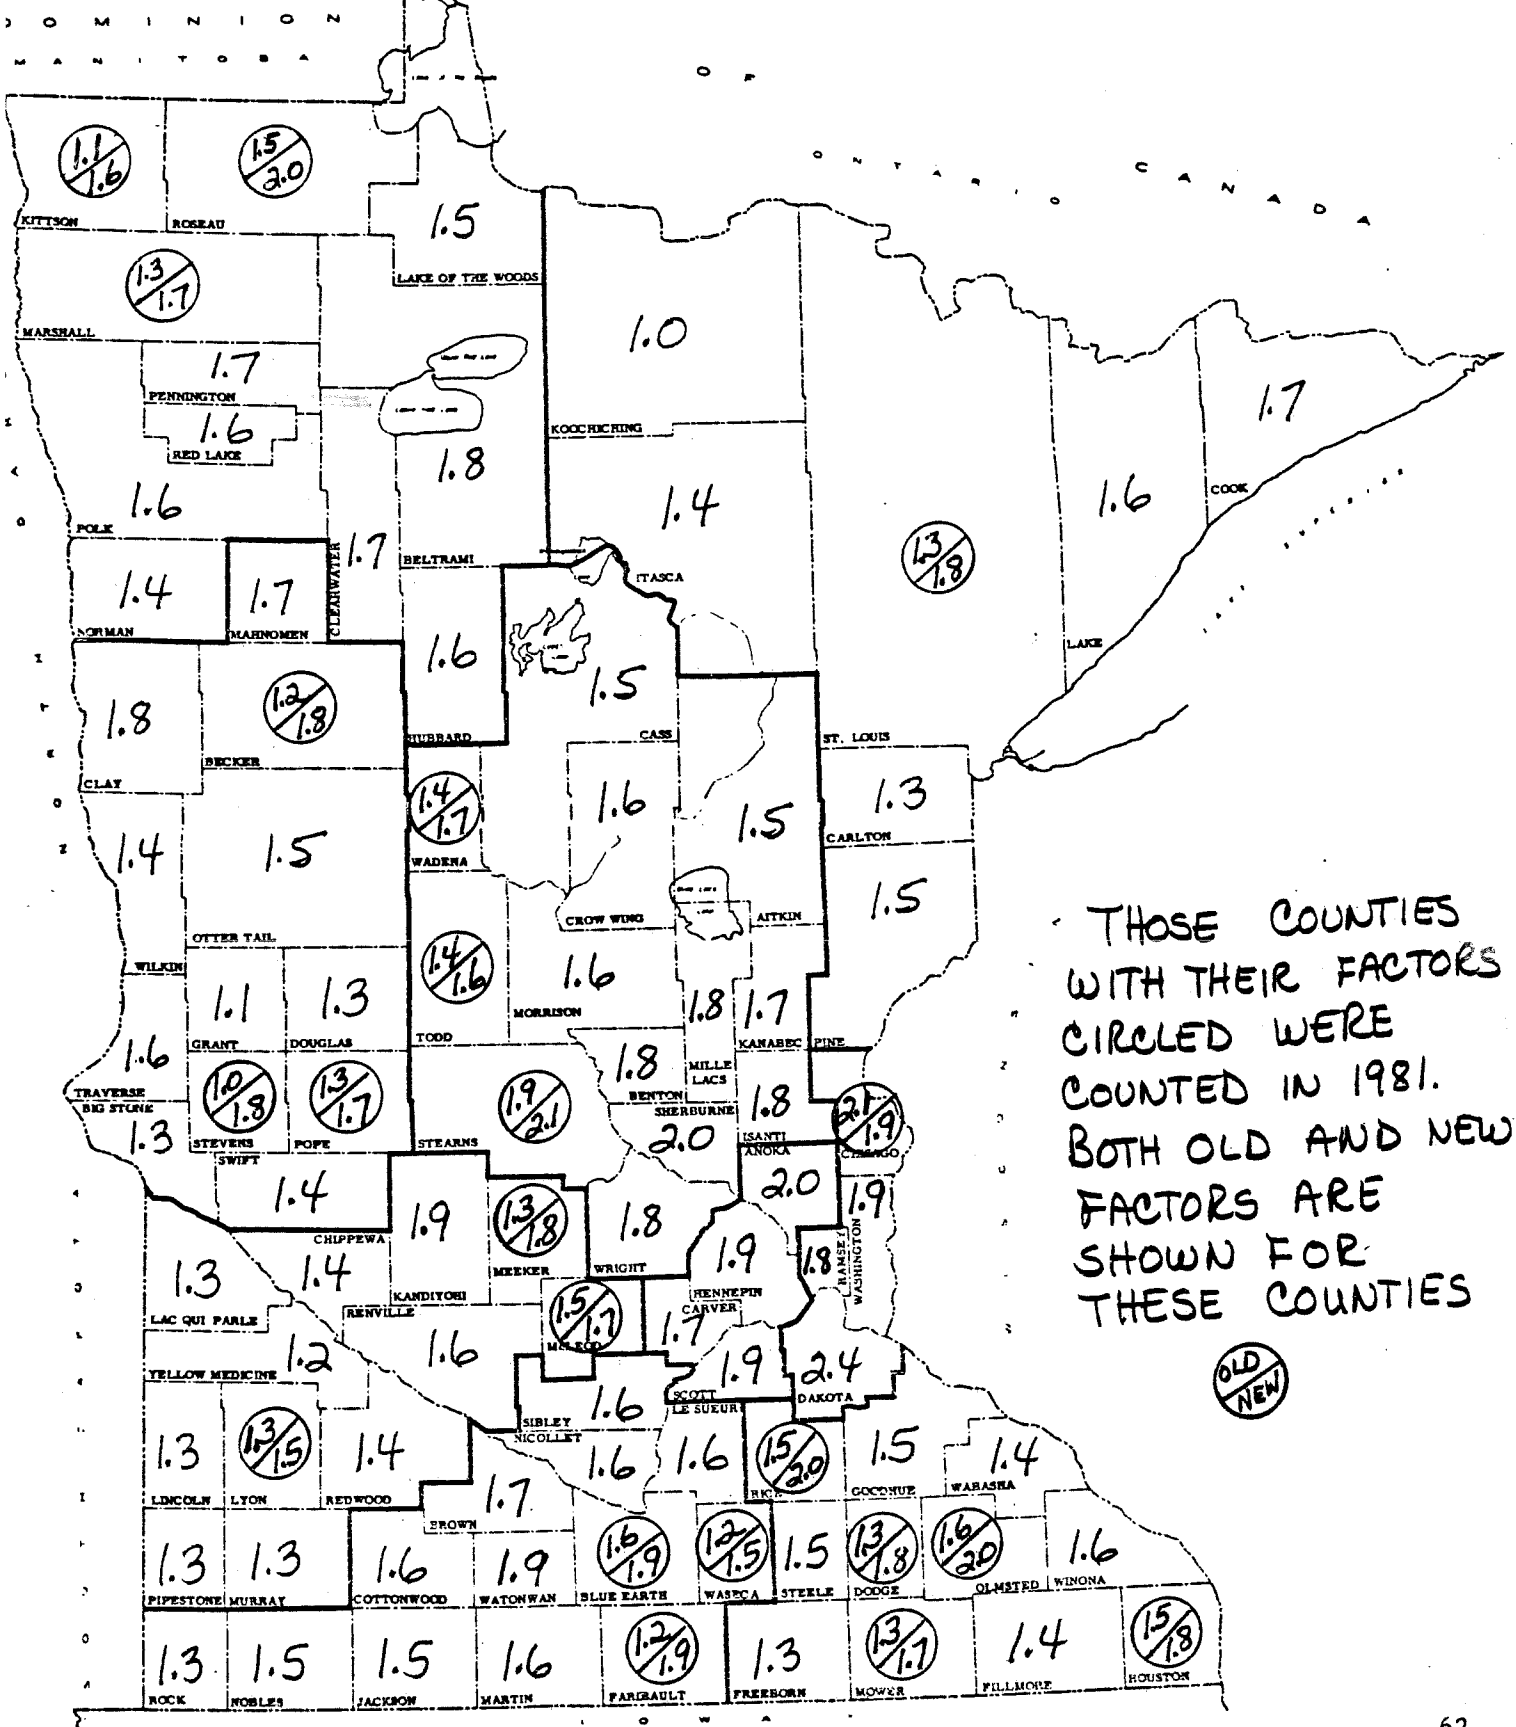 DOMINION
MANITOBA
OF
ONTARIO CANADA
1.1/1.6
KITTSON
1.5/2.0
ROSEAU
1.5
LAKE OF THE WOODS
1.3/1.7
MARSHALL
1.0
KOOCHICHING
1.7
PENNINGTON
1.6
RED LAKE
1.6
POLK
1.8
BELTRAMI
1.7
CLEARWATER
1.4
ITASCA
1.3/1.8
ST. LOUIS
1.6
LAKE
1.7
COOK
1.4
NORMAN
1.7
MAHNOMEN
1.6
HUBBARD
1.5
CASS
1.8
CLAY
1.2/1.8
BECKER
1.4/1.7
WADENA
1.6
CROW WING
1.5
AITKIN
1.3
CARLTON
1.4
WILKIN
1.5
OTTER TAIL
1.5
PINE
1.4/1.6
TODD
1.6
MORRISON
1.8
MILLE
LACS
1.7
KANABEC
1.1
GRANT
1.3
DOUGLAS
1.6
TRAVERSE
BIG STONE
1.3
1.0/1.8
STEVENS
1.3/1.7
POPE
1.9/2.1
STEARNS
1.8
BENTON
SHERBURNE
2.0
1.8
ISANTI
2.1/1.9
CHISAGO
ANOKA
2.0
SWIFT
1.4
1.9
KANDIYOHI
1.3/1.8
MEEKER
1.8
WRIGHT
1.9
HENNEPIN
1.8
RAMSEY
1.9
WASHINGTON
CHIPPEWA
1.4
1.3
LAC QUI PARLE
RENVILLE
1.6
1.5/1.7
MCLEOD
CARVER
1.7
1.2
YELLOW MEDICINE
1.9
SCOTT
2.4
DAKOTA
1.6
SIBLEY
NICOLLET
1.6
LE SUEUR
1.6
1.3
LINCOLN
1.3/1.5
LYON
1.4
REDWOOD
1.7
BROWN
1.5/2.0
RICE
1.5
GOODHUE
1.4
WABASHA
1.3
PIPESTONE
1.3
MURRAY
1.6
COTTONWOOD
1.9
WATONWAN
1.6/1.9
BLUE EARTH
1.2/1.5
WASECA
1.5
STEELE
1.3/1.8
DODGE
1.6/2.0
OLMSTED
1.6
WINONA
1.3
ROCK
1.5
NOBLES
1.5
JACKSON
1.6
MARTIN
1.2/1.9
FARIBAULT
1.3
FREEBORN
1.3/1.7
MOWER
1.4
FILLMORE
1.5/1.8
HOUSTON
IOWA
THOSE COUNTIES
WITH THEIR FACTORS
CIRCLED WERE
COUNTED IN 1981.
BOTH OLD AND NEW
FACTORS ARE
SHOWN FOR
THESE COUNTIES
OLD/NEW